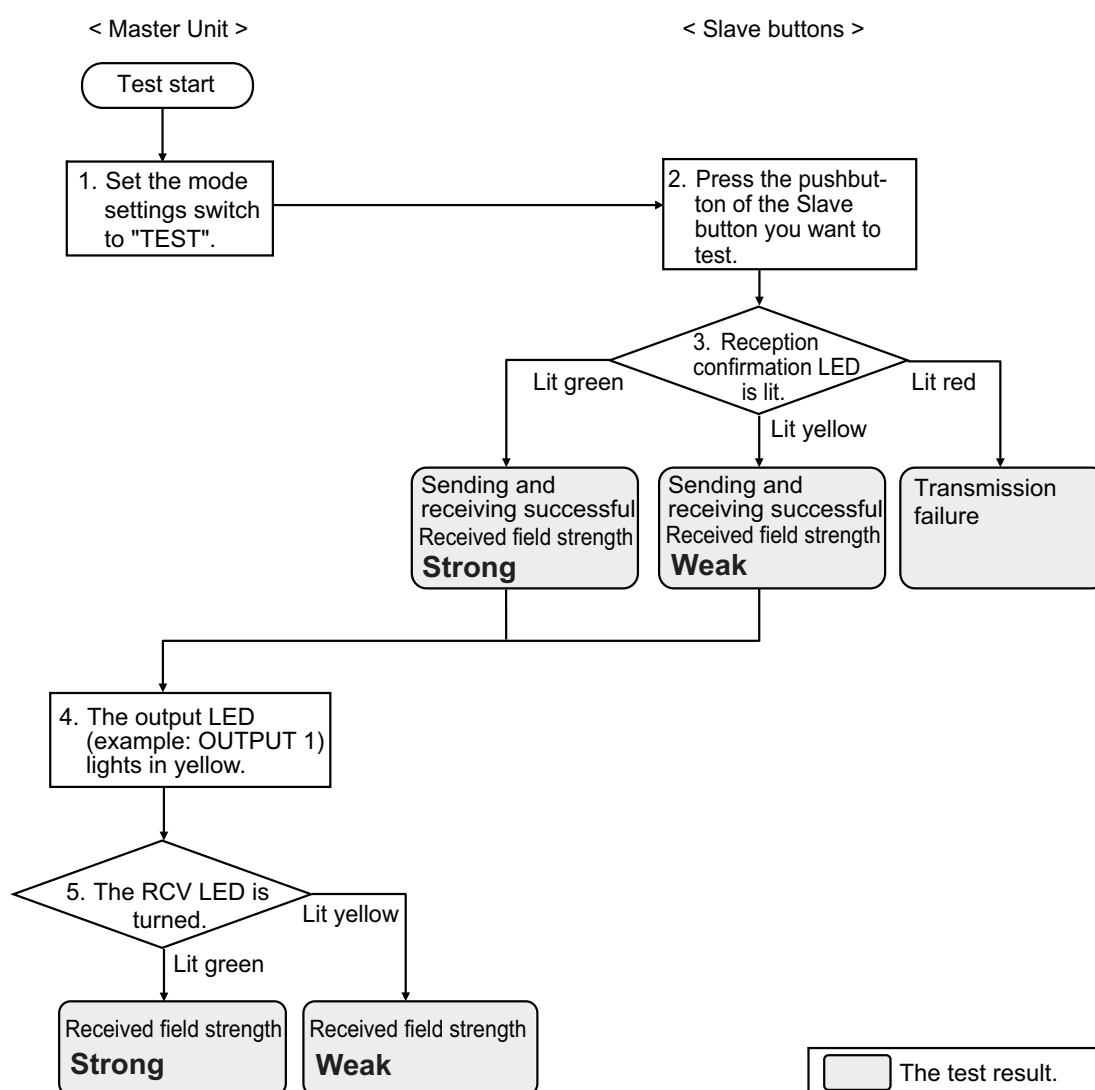 < Master Unit >
< Slave buttons >
Test start
1. Set the mode
settings switch
to "TEST".
2. Press the pushbut-
ton of the Slave
button you want to
test.
3. Reception
confirmation LED
is lit.
Lit green
Lit red
Lit yellow
Sending and
receiving successful
Received field strength
Strong
Sending and
receiving successful
Received field strength
Weak
Transmission
failure
4. The output LED
(example: OUTPUT 1)
lights in yellow.
5. The RCV LED is
turned.
Lit yellow
Lit green
Received field strength
Strong
Received field strength
Weak
The test result.